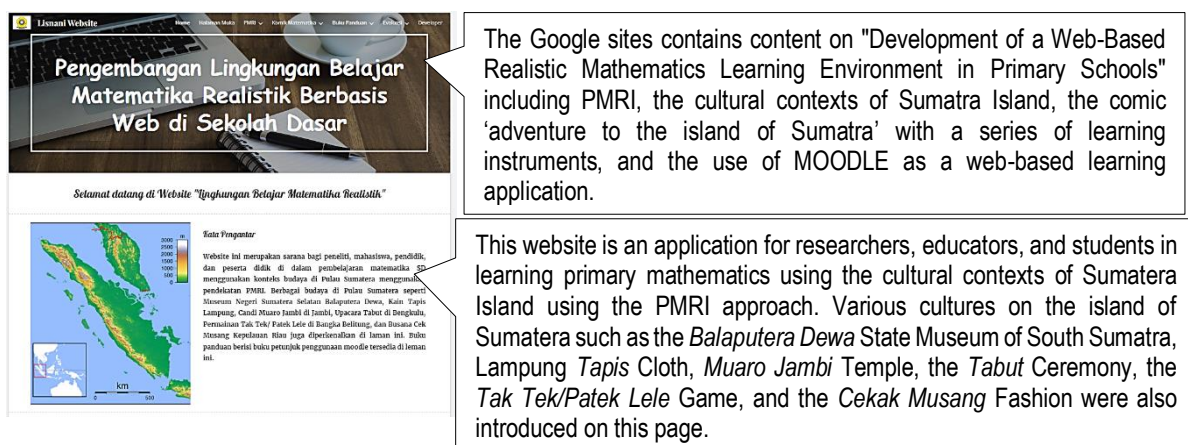 Lisnani Website
Home Halaman Muka PMRI Konteks Matematika Buku Panduan Evaluasi Developer
Pengembangan Lingkungan Belajar
Matematika Realistik Berbasis
Web di Sekolah Dasar
Selamat datang di Website "Lingkungan Belajar Matematika Realistik"
Kata Pengantar
Website ini merupakan sarana bagi peneliti, mahasiswa, pendidik,
dan peserta didik di dalam pembelajaran matematika SD
menggunakan konteks budaya di Pulau Sumatera menggunakan
pendekatan PMRI. Berbagai budaya di Pulau Sumatera seperti
Museum Negeri Sumatera Selatan Balaputera Dewa, Kain Tapis
Lampung, Candi Muaro Jambi di Jambi, Upacara Tabut di Bengkulu,
Permainan Tak Tek/ Patek Lele di Bangka Belitung, dan Busana Cek
Musang Kepulauan Riau juga diperkenalkan di laman ini. Buku
panduan berisi buku petunjuk penggunaan moodle tersedia di leman
ini.
m
3000
2500
2000
1500
1000
500
km
0 500
The Google sites contains content on "Development of a Web-Based
Realistic Mathematics Learning Environment in Primary Schools"
including PMRI, the cultural contexts of Sumatra Island, the comic
‘adventure to the island of Sumatra’ with a series of learning
instruments, and the use of MOODLE as a web-based learning
application.
This website is an application for researchers, educators, and students in
learning primary mathematics using the cultural contexts of Sumatera
Island using the PMRI approach. Various cultures on the island of
Sumatera such as the Balaputera Dewa State Museum of South Sumatra,
Lampung Tapis Cloth, Muaro Jambi Temple, the Tabut Ceremony, the
Tak Tek/Patek Lele Game, and the Cekak Musang Fashion were also
introduced on this page.